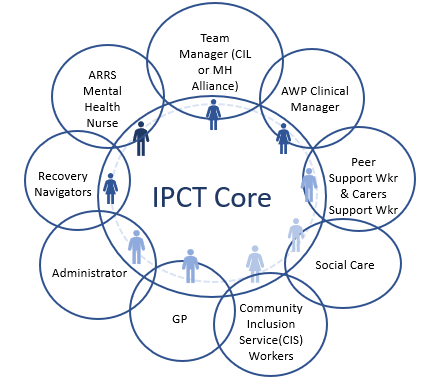 Team
Manager (CIL
or MH
Alliance)
ARRS
Mental
Health
Nurse
AWP Clinical
Manager
Recovery
Navigators
IPCT Core
Peer
Support Wkr
& Carers
Support Wkr
Administrator
Social Care
GP
Community
Inclusion
Service(CIS)
Workers